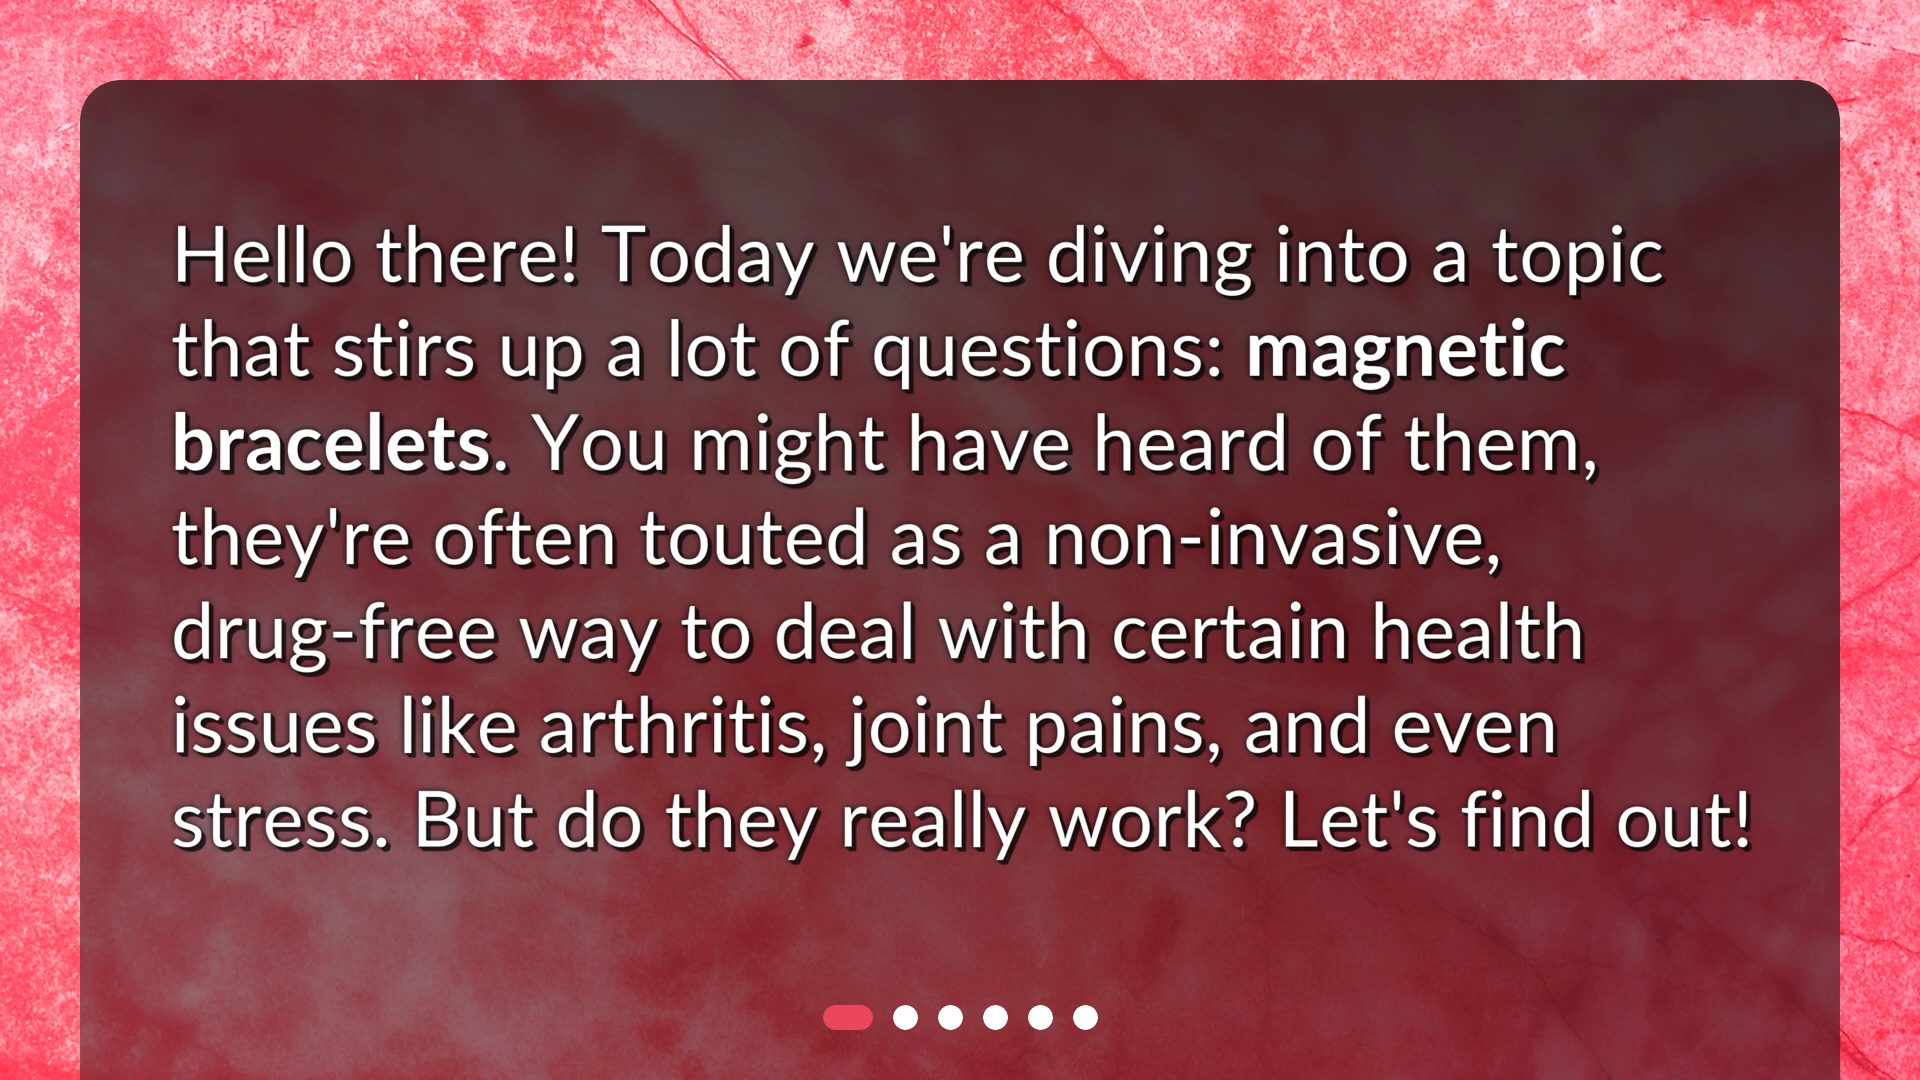 Hello there! Today we're diving into a topic
that stirs up a lot of questions: magnetic
bracelets. You might have heard of them,
they're often touted as a non-invasive,
drug-free way to deal with certain health
issues like arthritis, joint pains, and even
stress. But do they really work? Let's find out!